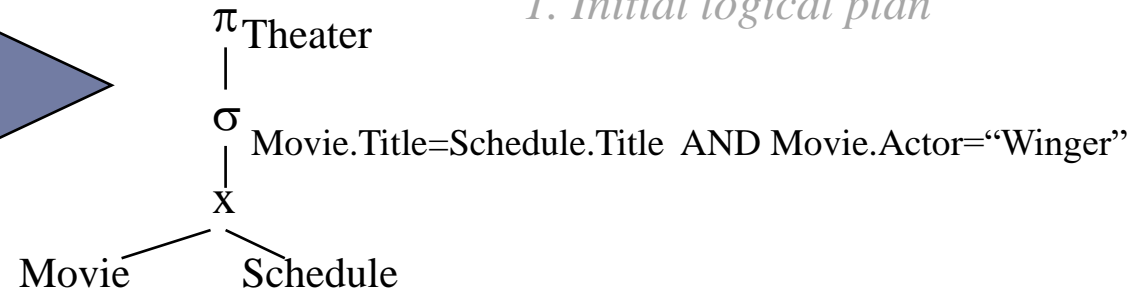 1. Initial logical plan
π Theater
σ Movie.Title=Schedule.Title AND Movie.Actor=“Winger”
x
Movie Schedule